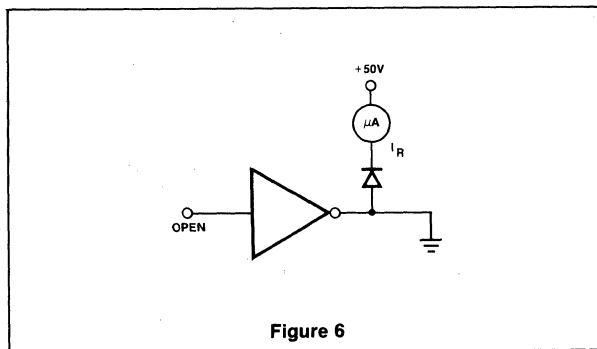 +50V
μA
I_R
OPEN
Figure 6